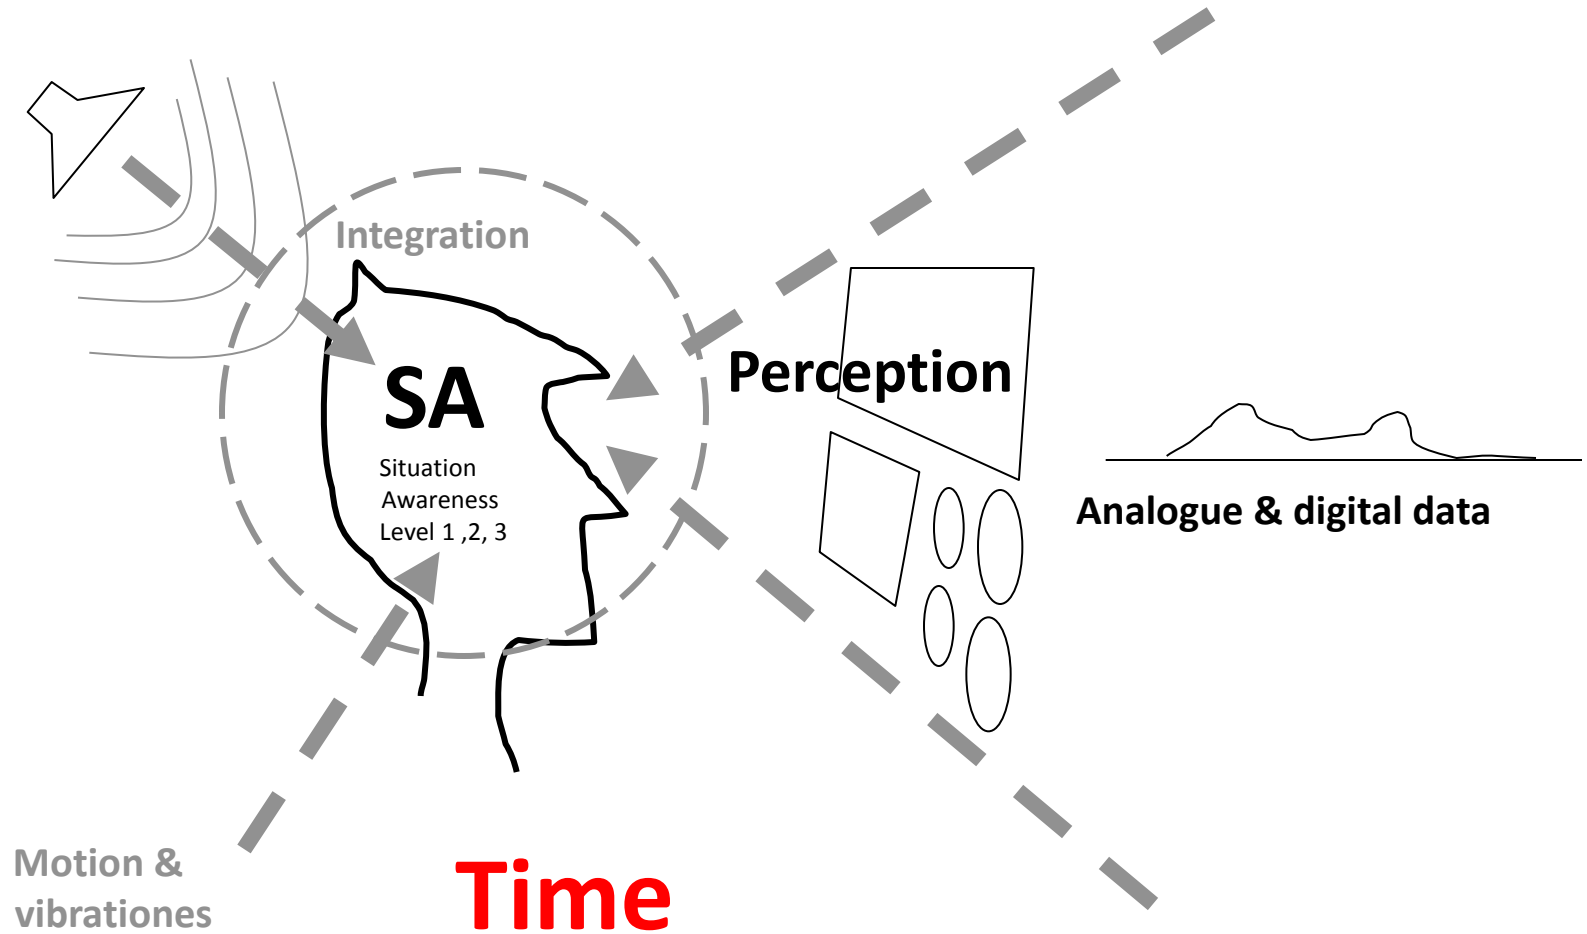 Integration
SA
Situation
Awareness
Level 1 ,2, 3
Perception
Analogue & digital data
Motion &
vibrationes
Time